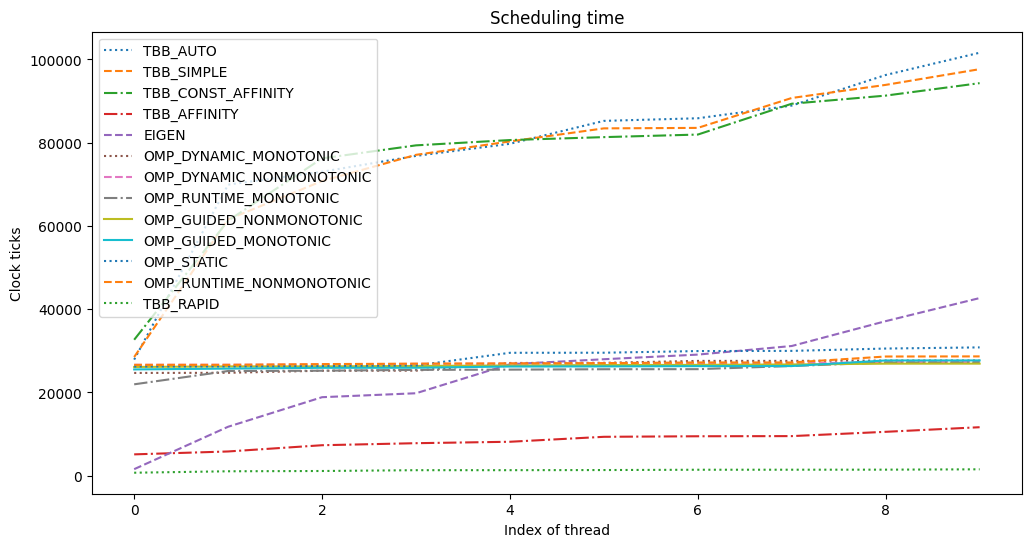 Scheduling time
TBB_AUTO
TBB_SIMPLE
TBB_CONST_AFFINITY
TBB_AFFINITY
EIGEN
OMP_DYNAMIC_MONOTONIC
OMP_DYNAMIC_NONMONOTONIC
OMP_RUNTIME_MONOTONIC
OMP_GUIDED_NONMONOTONIC
OMP_GUIDED_MONOTONIC
OMP_STATIC
OMP_RUNTIME_NONMONOTONIC
TBB_RAPID
Clock ticks
100000
80000
60000
40000
20000
0
0 2 4 6 8
Index of thread